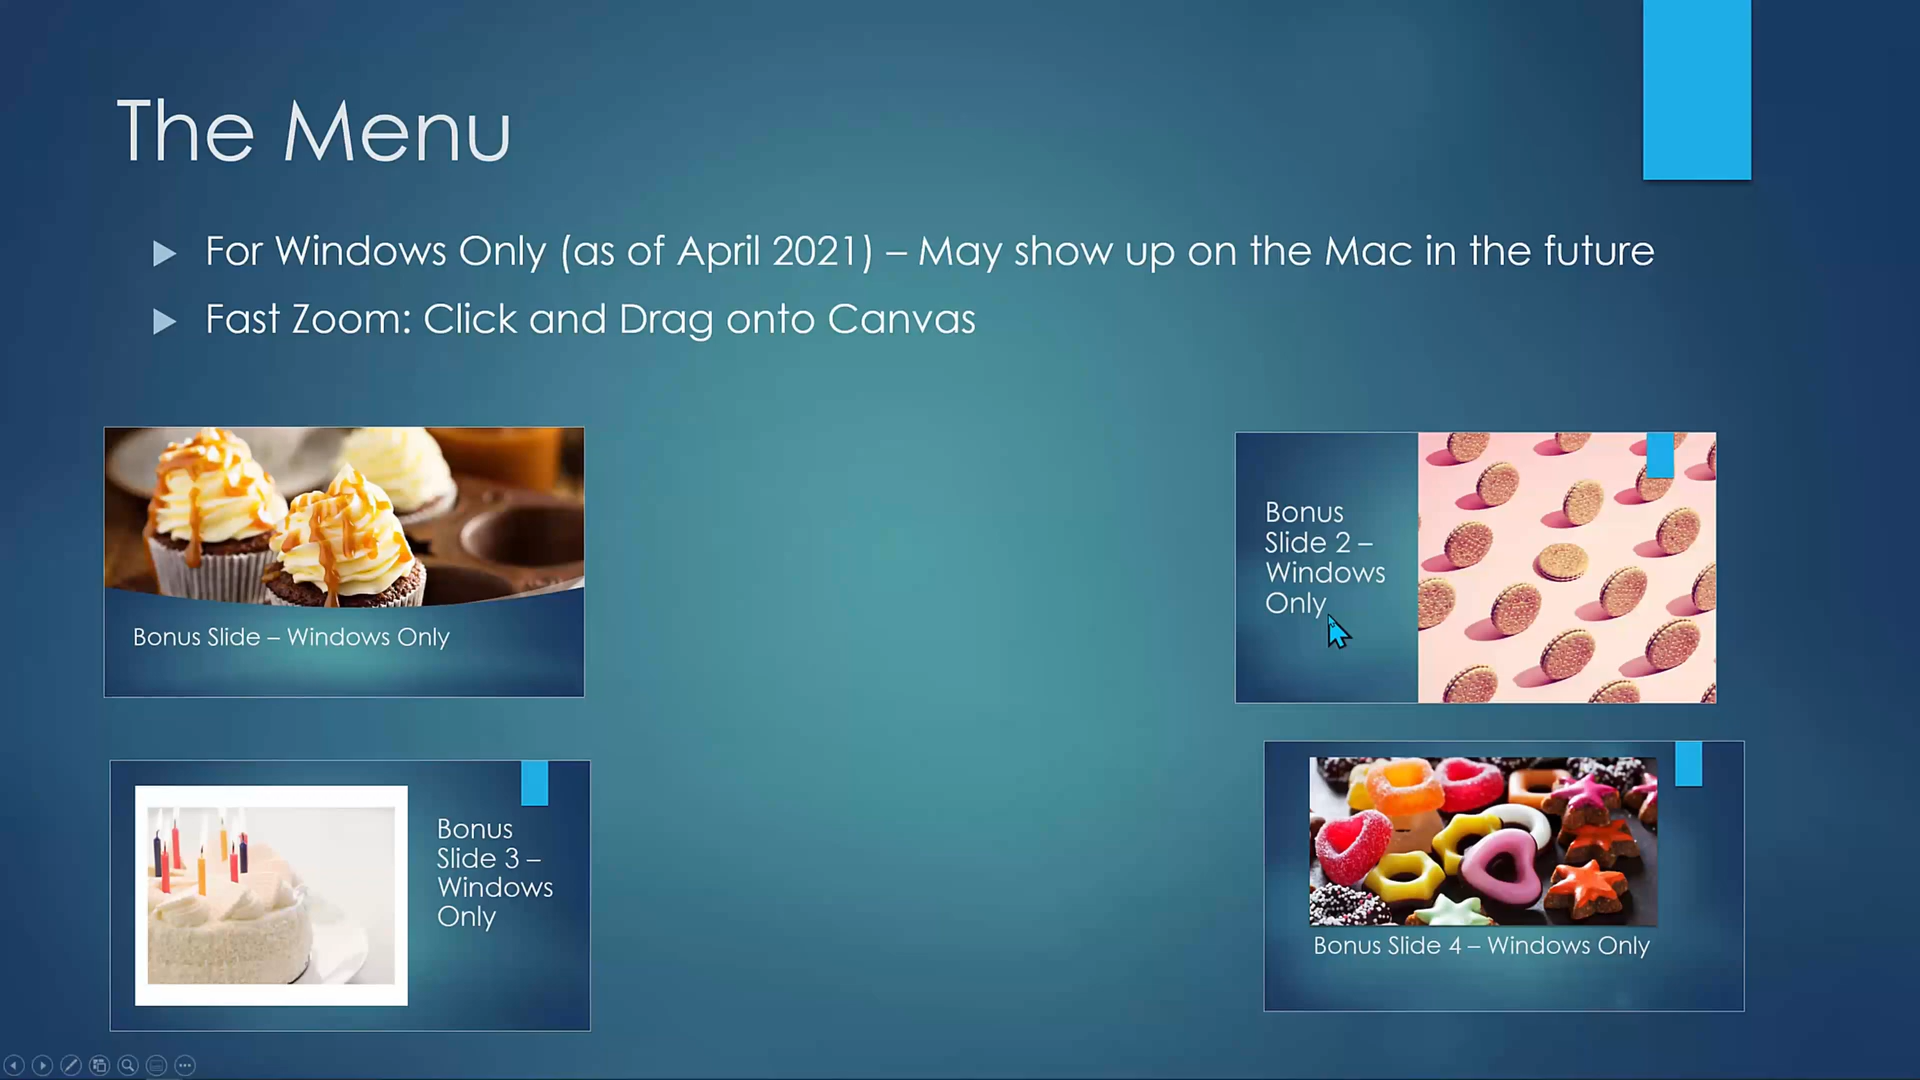 The Menu
For Windows Only (as of April 2021) – May show up on the Mac in the future
Fast Zoom: Click and Drag onto Canvas
Bonus Slide – Windows Only
Bonus
Slide 2 –
Windows
Only
Bonus
Slide 3 –
Windows
Only
Bonus Slide 4 – Windows Only